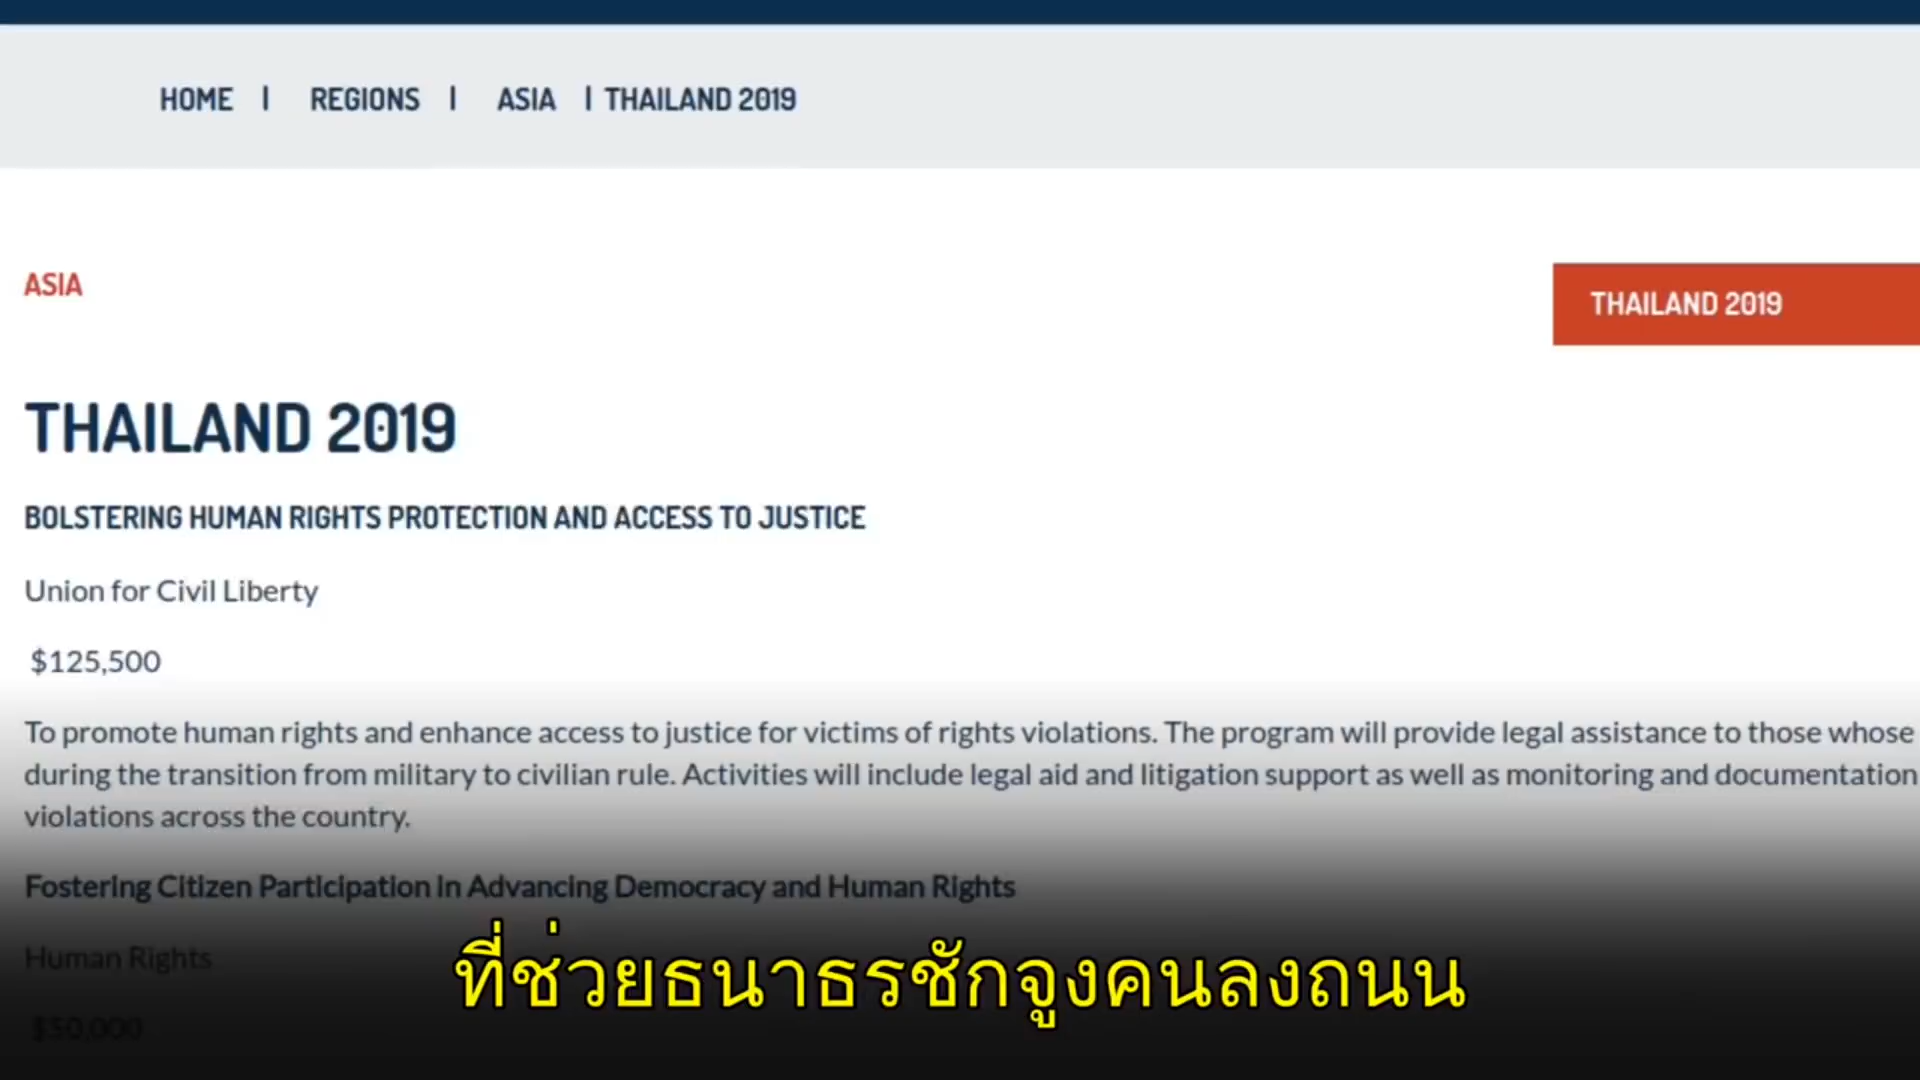 HOME | REGIONS | ASIA | THAILAND 2019
ASIA
THAILAND 2019
THAILAND 2019
BOLSTERING HUMAN RIGHTS PROTECTION AND ACCESS TO JUSTICE
Union for Civil Liberty
$125,500
To promote human rights and enhance access to justice for victims of rights violations. The program will provide legal assistance to those whose
during the transition from military to civilian rule. Activities will include legal aid and litigation support as well as monitoring and documentation
violations across the country.
Fostering Citizen Participation in Advancing Democracy and Human Rights
Human Rights
$50,000
ที่ช่วยธนาธรชักจูงคนลงถนน